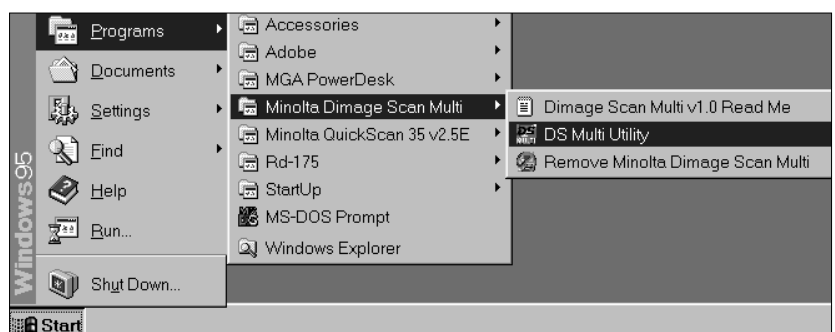 Windows95
Programs
Documents
Settings
Find
Help
Run...
Shut Down...
Start
Accessories
Adobe
MGA PowerDesk
Minolta Dimage Scan Multi
Minolta QuickScan 35 v2.5E
Rd-175
StartUp
MS-DOS Prompt
Windows Explorer
Dimage Scan Multi v1.0 Read Me
DS Multi Utility
Remove Minolta Dimage Scan Multi